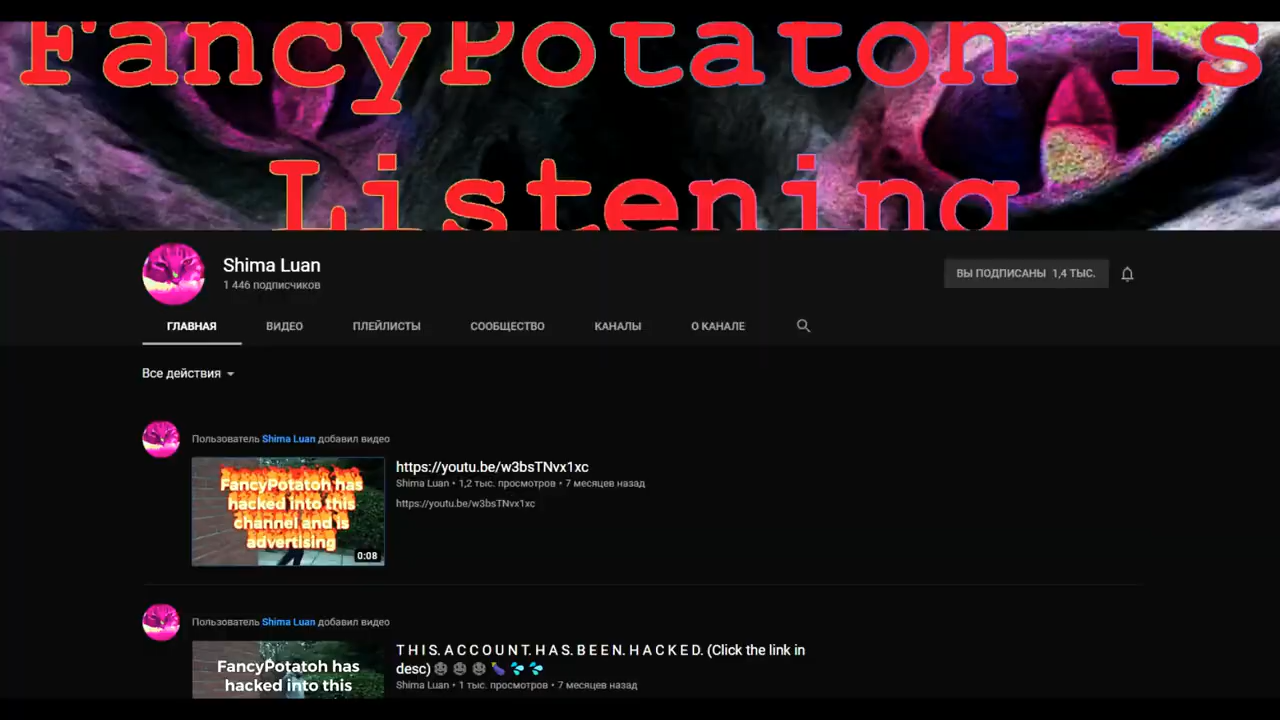 FancyPotatoh is
Listening
Shima Luan
1 446 подписчиков
ВЫ ПОДПИСАНЫ 1,4 ТЫС.
ГЛАВНАЯ ВИДЕО ПЛЕЙЛИСТЫ СООБЩЕСТВО КАНАЛЫ О КАНАЛЕ
Все действия
Пользователь Shima Luan добавил видео
FancyPotatoh has
hacked into this
channel and is
advertising
0:08
https://youtu.be/w3bsTNvx1xc
Shima Luan • 1,2 тыс. просмотров • 7 месяцев назад
https://youtu.be/w3bsTNvx1xc
Пользователь Shima Luan добавил видео
FancyPotatoh has
hacked into this
T H I S. A C C O U N T. H A S. B E E N. H A C K E D. (Click the link in
desc)
Shima Luan • 1 тыс. просмотров • 7 месяцев назад